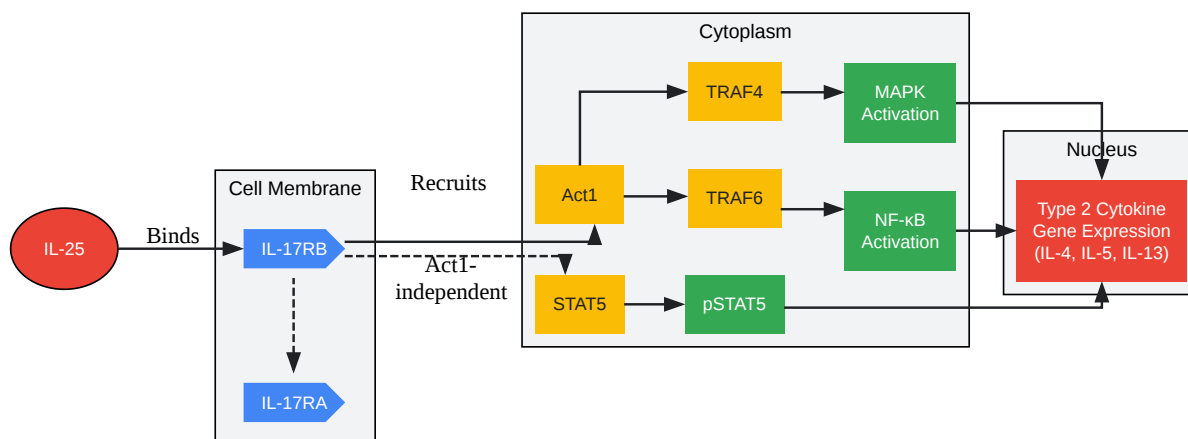 Cytoplasm
TRAF4
MAPK
Activation
Nucleus
Cell Membrane
Recruits
Act1
TRAF6
Type 2 Cytokine
Gene Expression
(IL-4, IL-5, IL-13)
NF-κB
Activation
IL-25
Binds
IL-17RB
Act1-
independent
STAT5
pSTAT5
IL-17RA